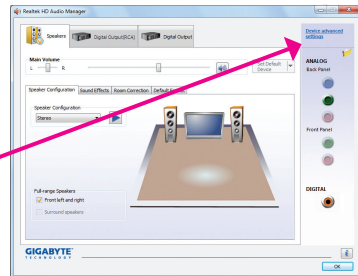 Realtek HD Audio Manager
Speakers
Digital Output(RCA)
Digital Output
Device advanced
settings
Main Volume
L
R
Set Default
Device
ANALOG
Back Panel
Speaker Configuration
Sound Effects
Room Correction
Default Format
Speaker Configuration
Stereo
Front Panel
Full-range Speakers
Front left and right
Surround speakers
DIGITAL
GIGABYTE
TECHNOLOGY
i
OK